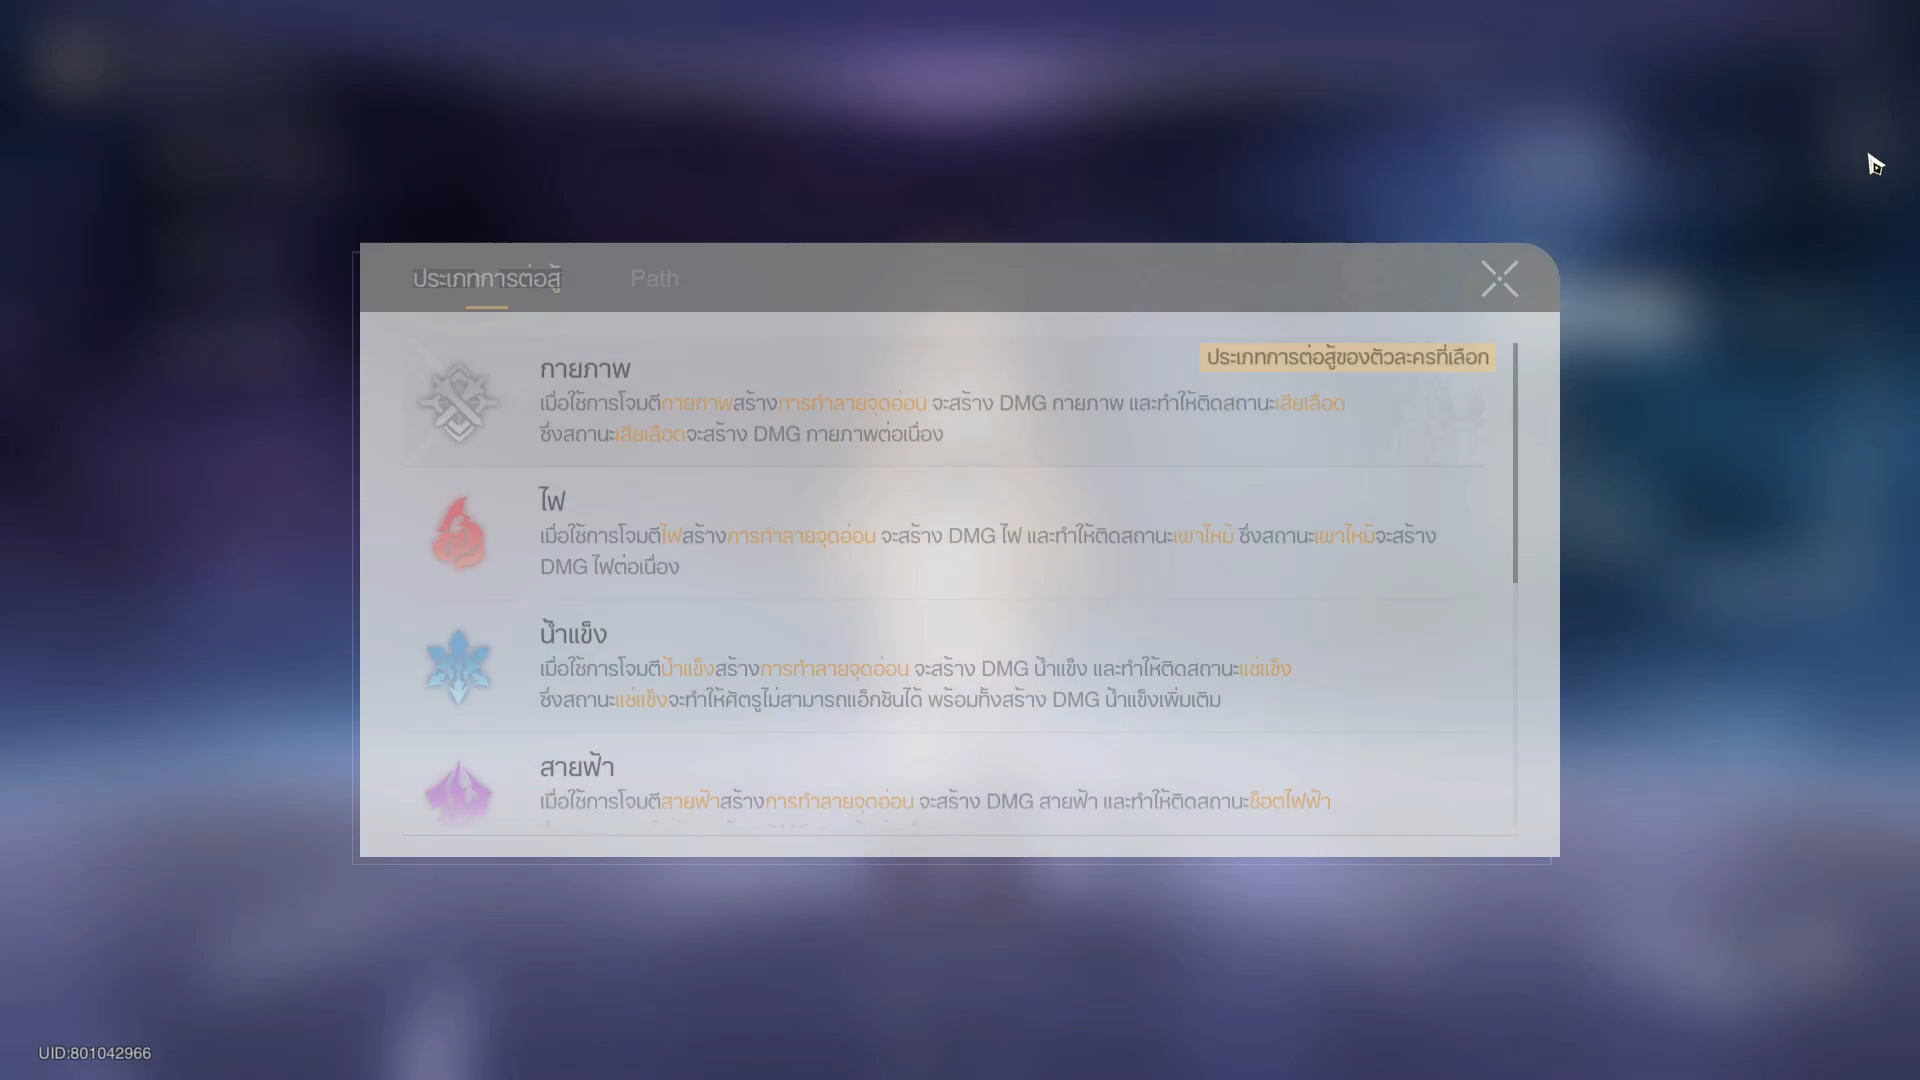 ประเภทการต่อสู้
Path
กายภาพ
ประเภทการต่อสู้ของตัวละครที่เลือก
เมื่อใช้การโจมตีกายภาพสร้างการทำลายจุดอ่อน จะสร้าง DMG กายภาพ และทำให้ติดสถานะเสียเลือด
ซึ่งสถานะเสียเลือดจะสร้าง DMG กายภาพต่อเนื่อง
ไฟ
เมื่อใช้การโจมตีไฟสร้างการทำลายจุดอ่อน จะสร้าง DMG ไฟ และทำให้ติดสถานะเผาไหม้ ซึ่งสถานะเผาไหม้จะสร้าง
DMG ไฟต่อเนื่อง
น้ำแข็ง
เมื่อใช้การโจมตีน้ำแข็งสร้างการทำลายจุดอ่อน จะสร้าง DMG น้ำแข็ง และทำให้ติดสถานะแช่แข็ง
ซึ่งสถานะแช่แข็งจะทำให้ศัตรูไม่สามารถแอ็กชันได้ พร้อมทั้งสร้าง DMG น้ำแข็งเพิ่มเติม
สายฟ้า
เมื่อใช้การโจมตีสายฟ้าสร้างการทำลายจุดอ่อน จะสร้าง DMG สายฟ้า และทำให้ติดสถานะช็อตไฟฟ้า
UID:801042966